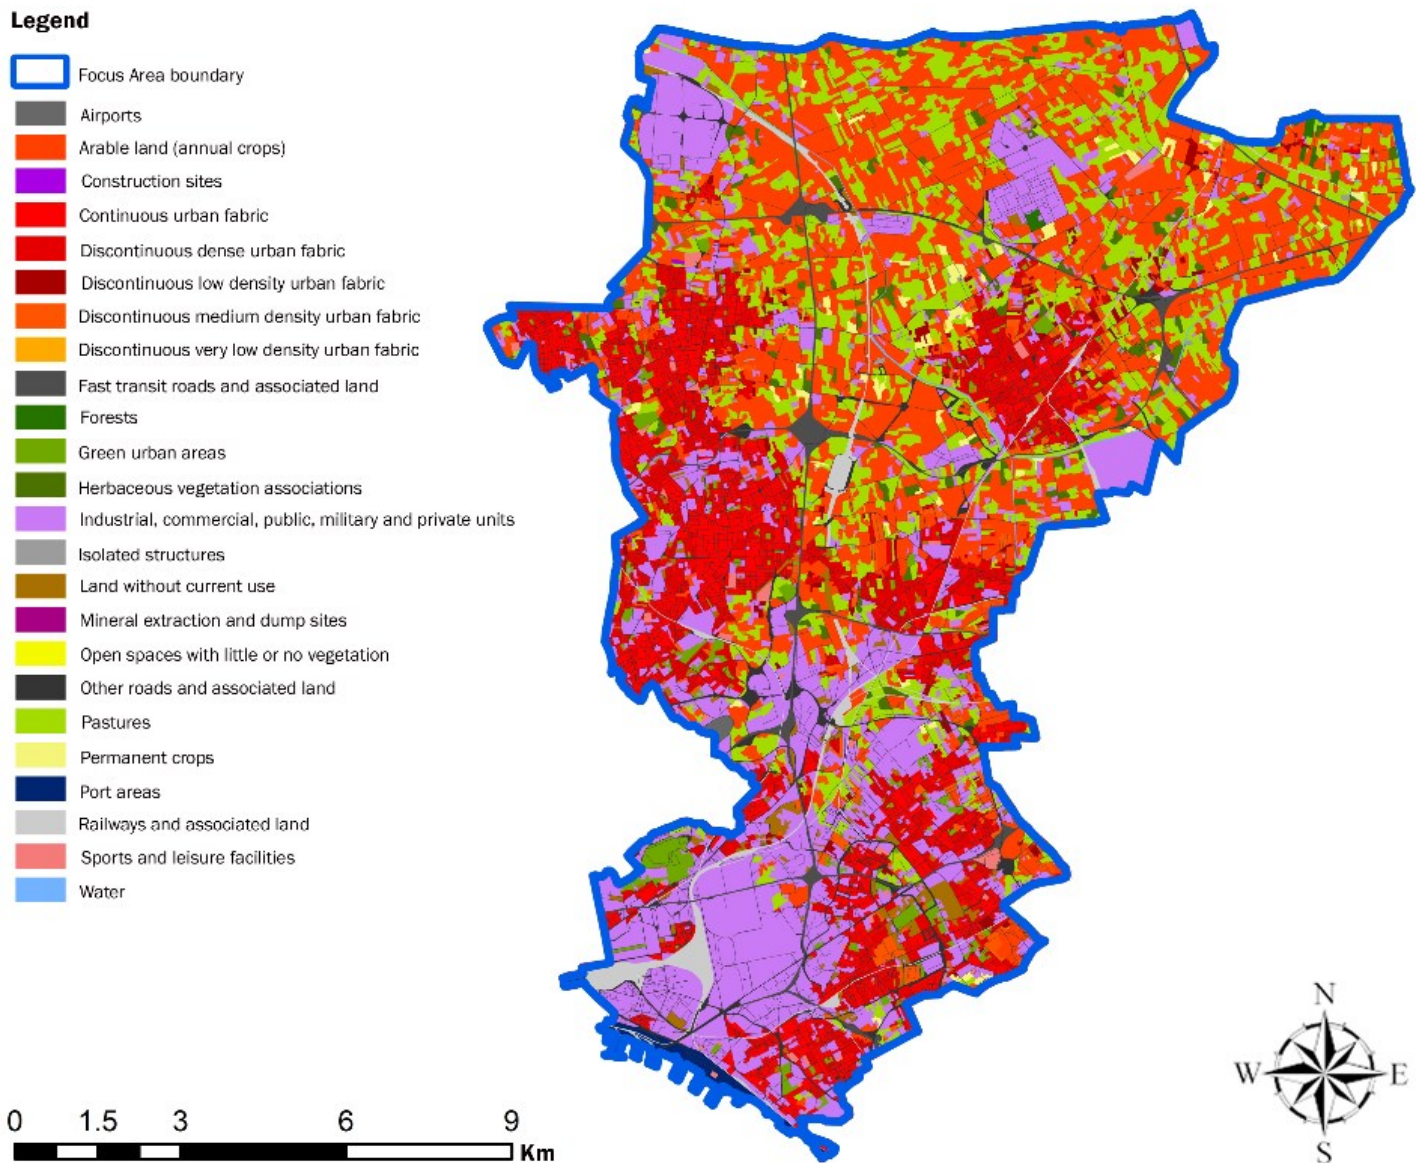 Legend
Focus Area boundary
Airports
Arable land (annual crops)
Construction sites
Continuous urban fabric
Discontinuous dense urban fabric
Discontinuous low density urban fabric
Discontinuous medium density urban fabric
Discontinuous very low density urban fabric
Fast transit roads and associated land
Forests
Green urban areas
Herbaceous vegetation associations
Industrial, commercial, public, military and private units
Isolated structures
Land without current use
Mineral extraction and dump sites
Open spaces with little or no vegetation
Other roads and associated land
Pastures
Permanent crops
Port areas
Railways and associated land
Sports and leisure facilities
Water
N
W E
S
0 1.5 3 6 9
Km